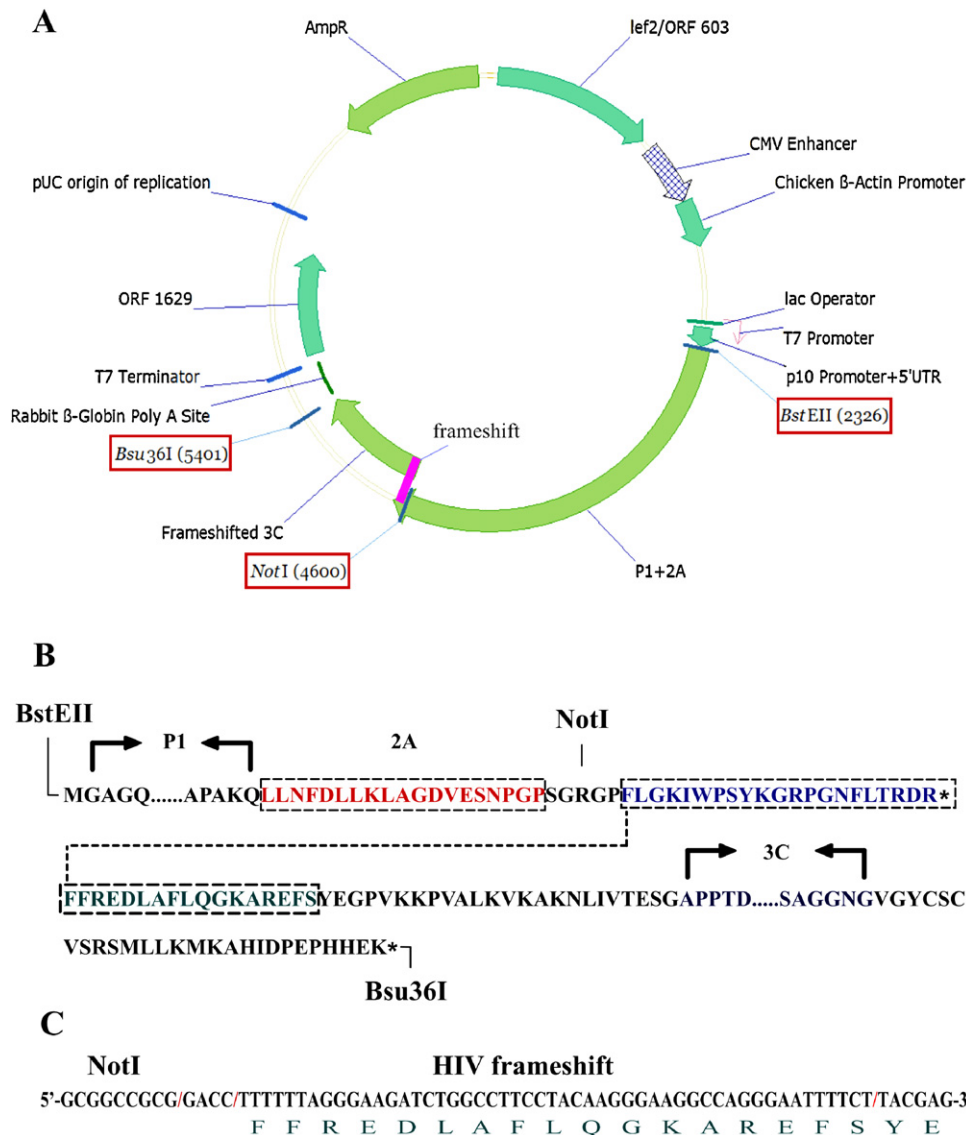 A
AmpR
lef2/ORF 603
CMV Enhancer
Chicken ß-Actin Promoter
pUC origin of replication
ORF 1629
lac Operator
T7 Promoter
p10 Promoter+5'UTR
BstEII (2326)
T7 Terminator
Rabbit ß-Globin Poly A Site
Bsu36I (5401)
frameshift
Frameshifted 3C
NotI (4600)
P1+2A
B
BstEII
P1
2A
NotI
MGAGQ......APAKQLLNFDLLKLAGDVESNPGPSGRGPFLGKIWPSYKGRPGNFLTRDR*
3C
FFREDLAFLQGKAREFSYEGPVKKPVALKVKAKNLIVTESGAPPTD.....SAGGNGVGYCSC
VSRSMLLKMKAHIDPEPHHEK*
Bsu36I
C
NotI
HIV frameshift
5'-GCGGCCGCG/GACC/TTTTTTAGGGAAGATCTGGCCTTCCTACAAGGGAAGGCCAGGGAATTTTCT/TACGAG-3
F F R E D L A F L Q G K A R E F S Y E